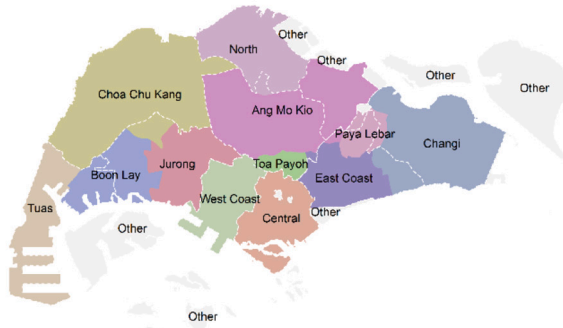 Other
North
Other
Other
Other
Choa Chu Kang
Ang Mo Kio
Paya Lebar
Changi
Jurong
Toa Payoh
Boon Lay
East Coast
West Coast
Tuas
Other
Central
Other
Other